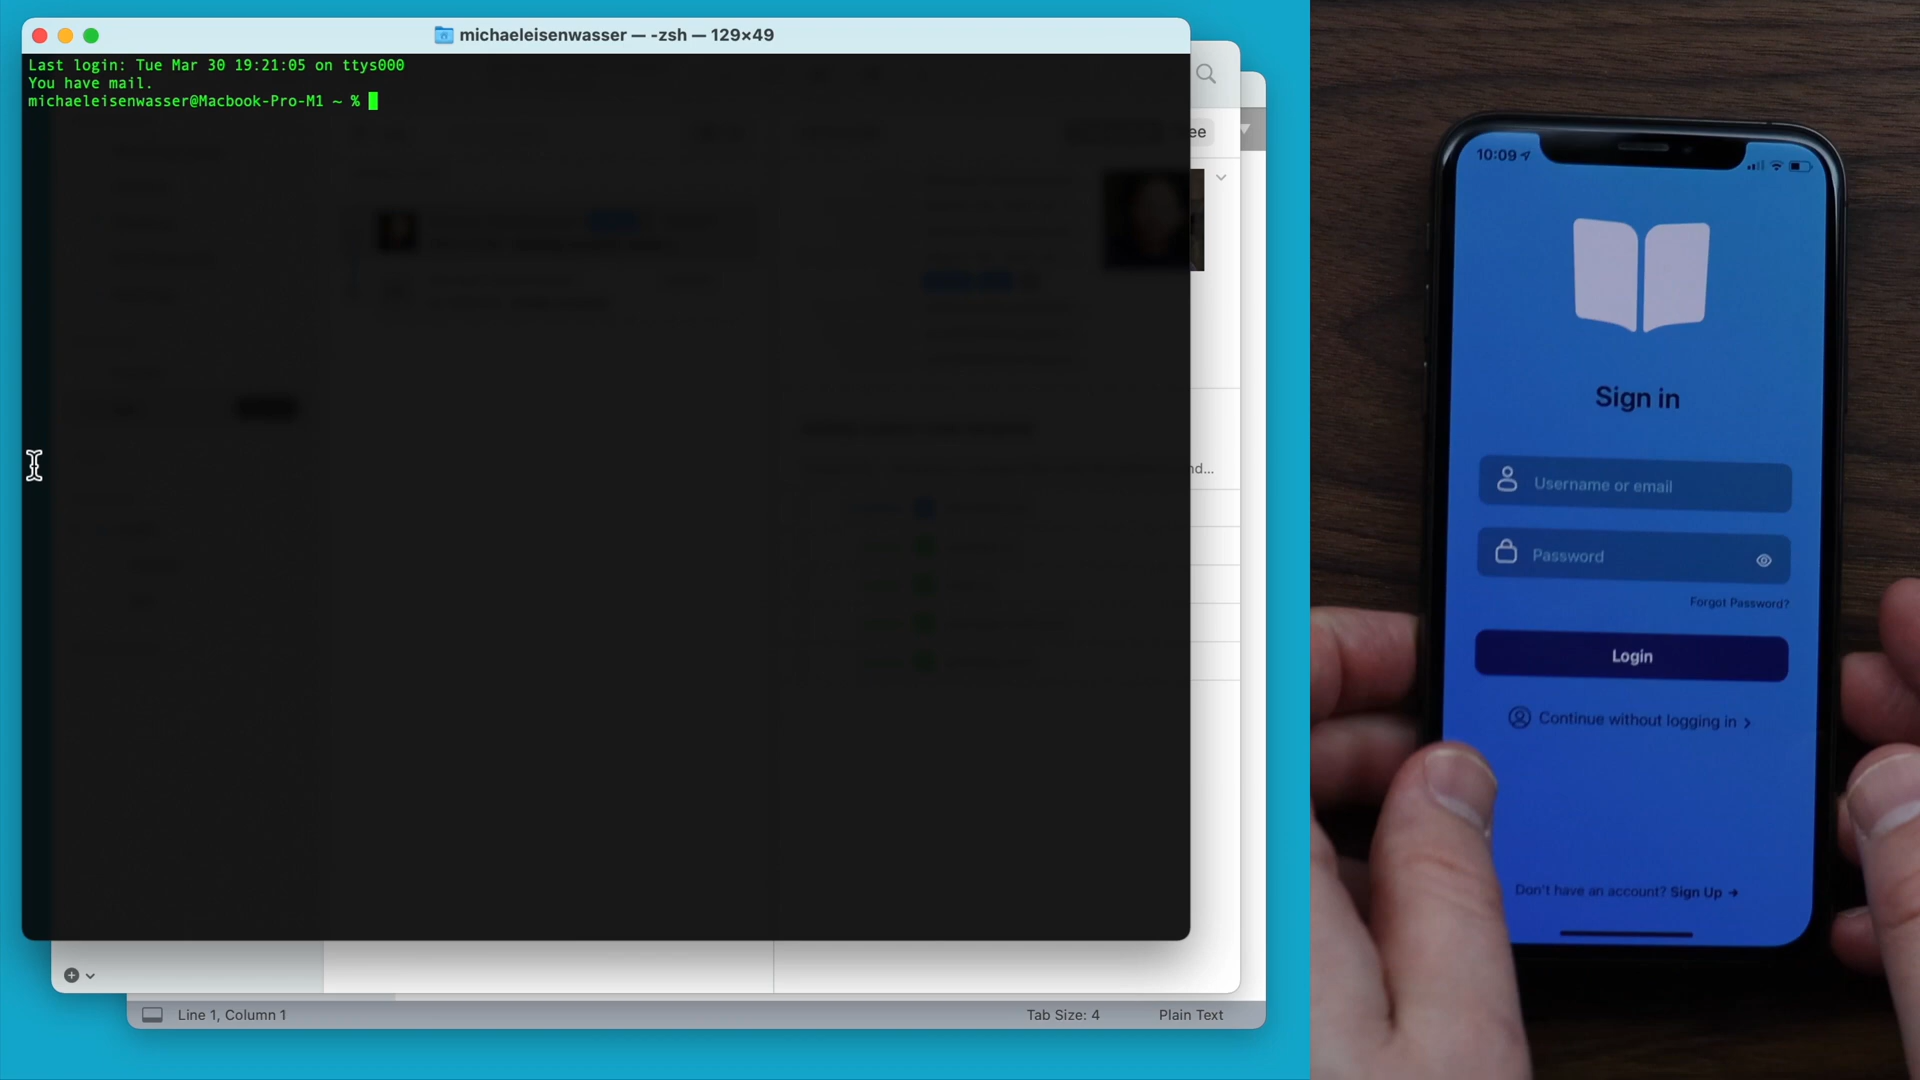 michaeleisenwasser — -zsh — 129×49
Last login: Tue Mar 30 19:21:05 on ttys000
You have mail.
michaeleisenwasser@Macbook-Pro-M1 ~ %
ee
nd...
Line 1, Column 1
Tab Size: 4
Plain Text
10:09
Sign in
Username or email
Password
Forgot Password?
Login
Continue without logging in >
Don't have an account? Sign Up →